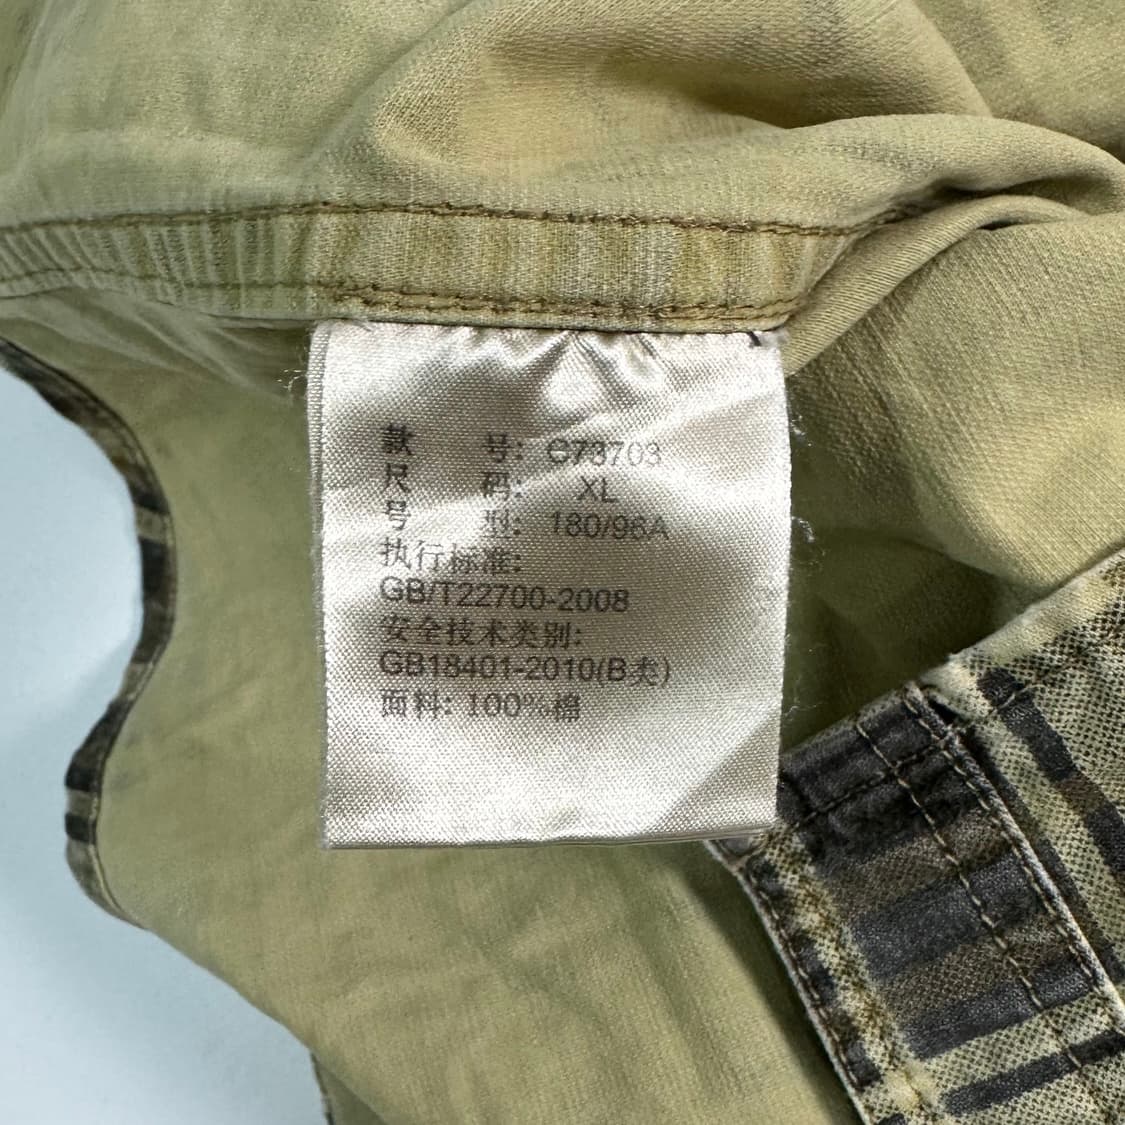 款 号: C73703
尺 码: XL
号 型: 180/96A
执行标准:
GB/T22700-2008
安全技术类别:
GB18401-2010(B类)
面料: 100%棉